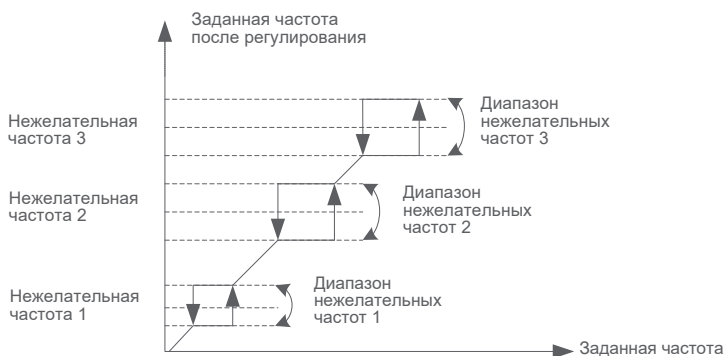 Заданная частота
после регулирования
Нежелательная
частота 3
Диапазон
нежелательных
частот 3
Нежелательная
частота 2
Диапазон
нежелательных
частот 2
Нежелательная
частота 1
Диапазон
нежелательных
частот 1
Заданная частота